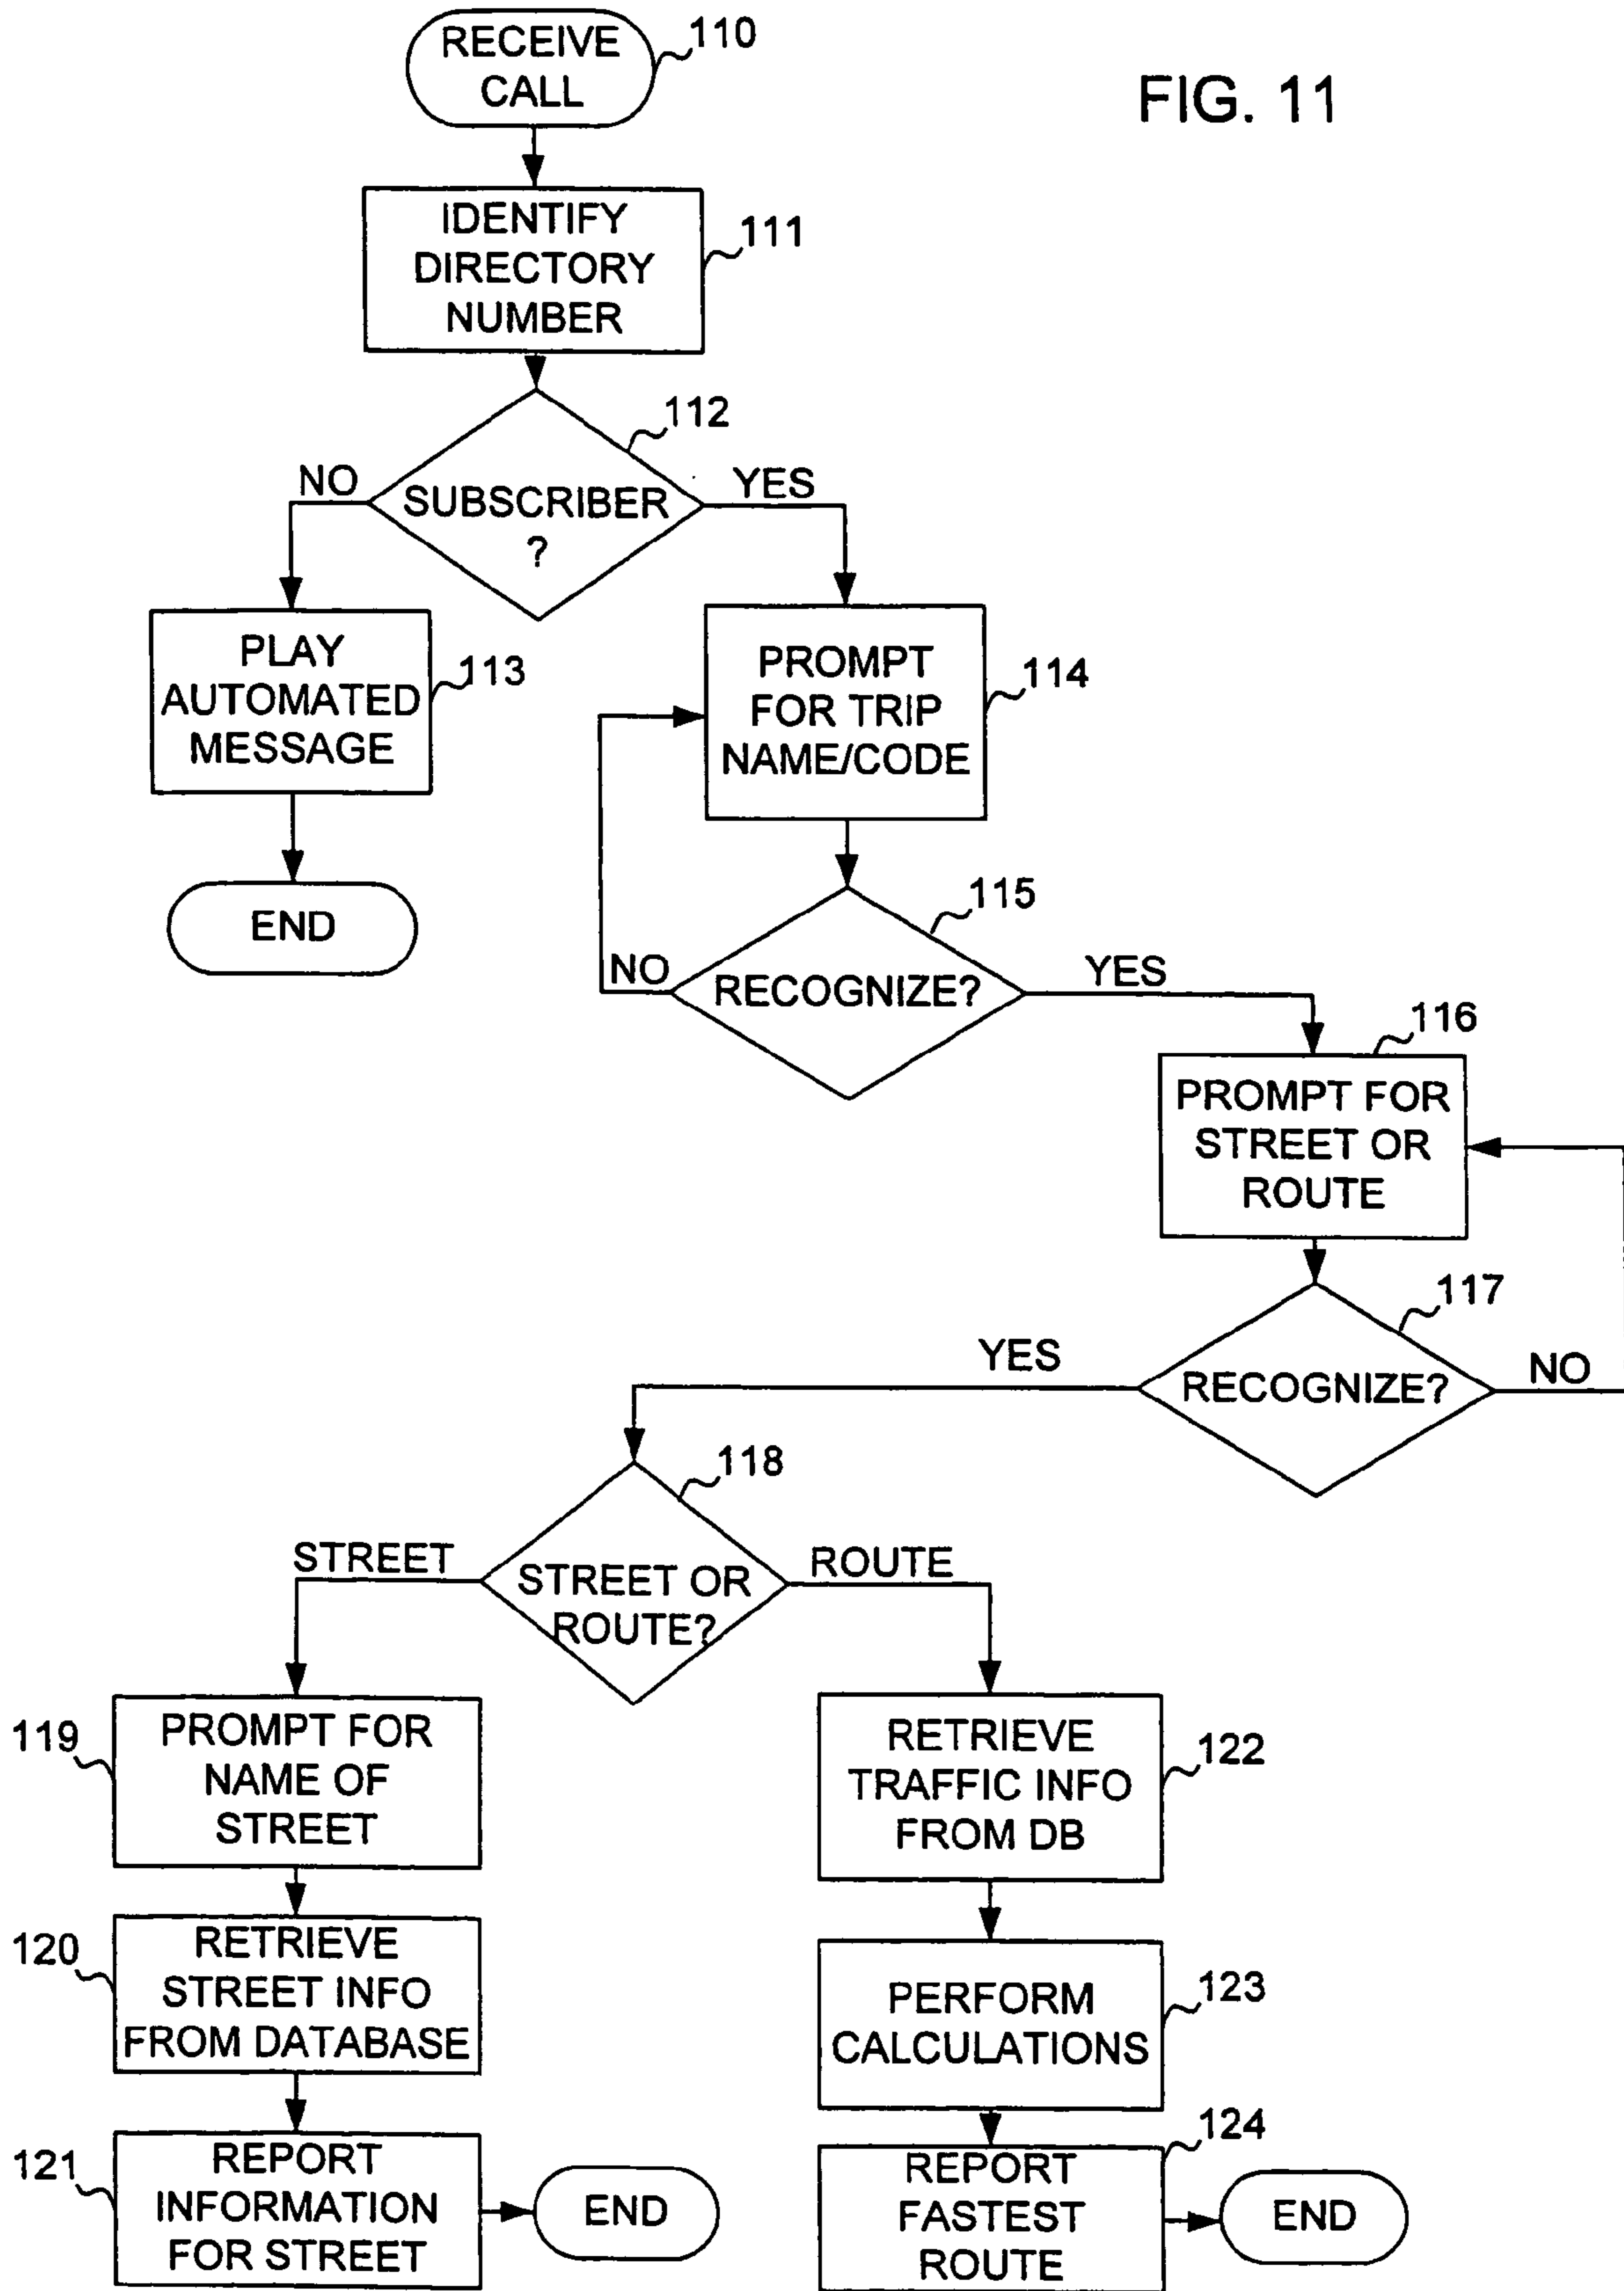 RECEIVE
CALL
110
FIG. 11
IDENTIFY
DIRECTORY
NUMBER
111
112
NO
YES
SUBSCRIBER
?
PLAY
AUTOMATED
MESSAGE
113
PROMPT
FOR TRIP
NAME/CODE
114
END
115
NO
RECOGNIZE?
YES
116
PROMPT FOR
STREET OR
ROUTE
117
YES
RECOGNIZE?
NO
118
STREET
ROUTE
STREET OR
ROUTE?
119
PROMPT FOR
NAME OF
STREET
RETRIEVE
TRAFFIC INFO
FROM DB
122
120
RETRIEVE
STREET INFO
FROM DATABASE
PERFORM
CALCULATIONS
123
121
REPORT
INFORMATION
FOR STREET
END
124
REPORT
FASTEST
ROUTE
END